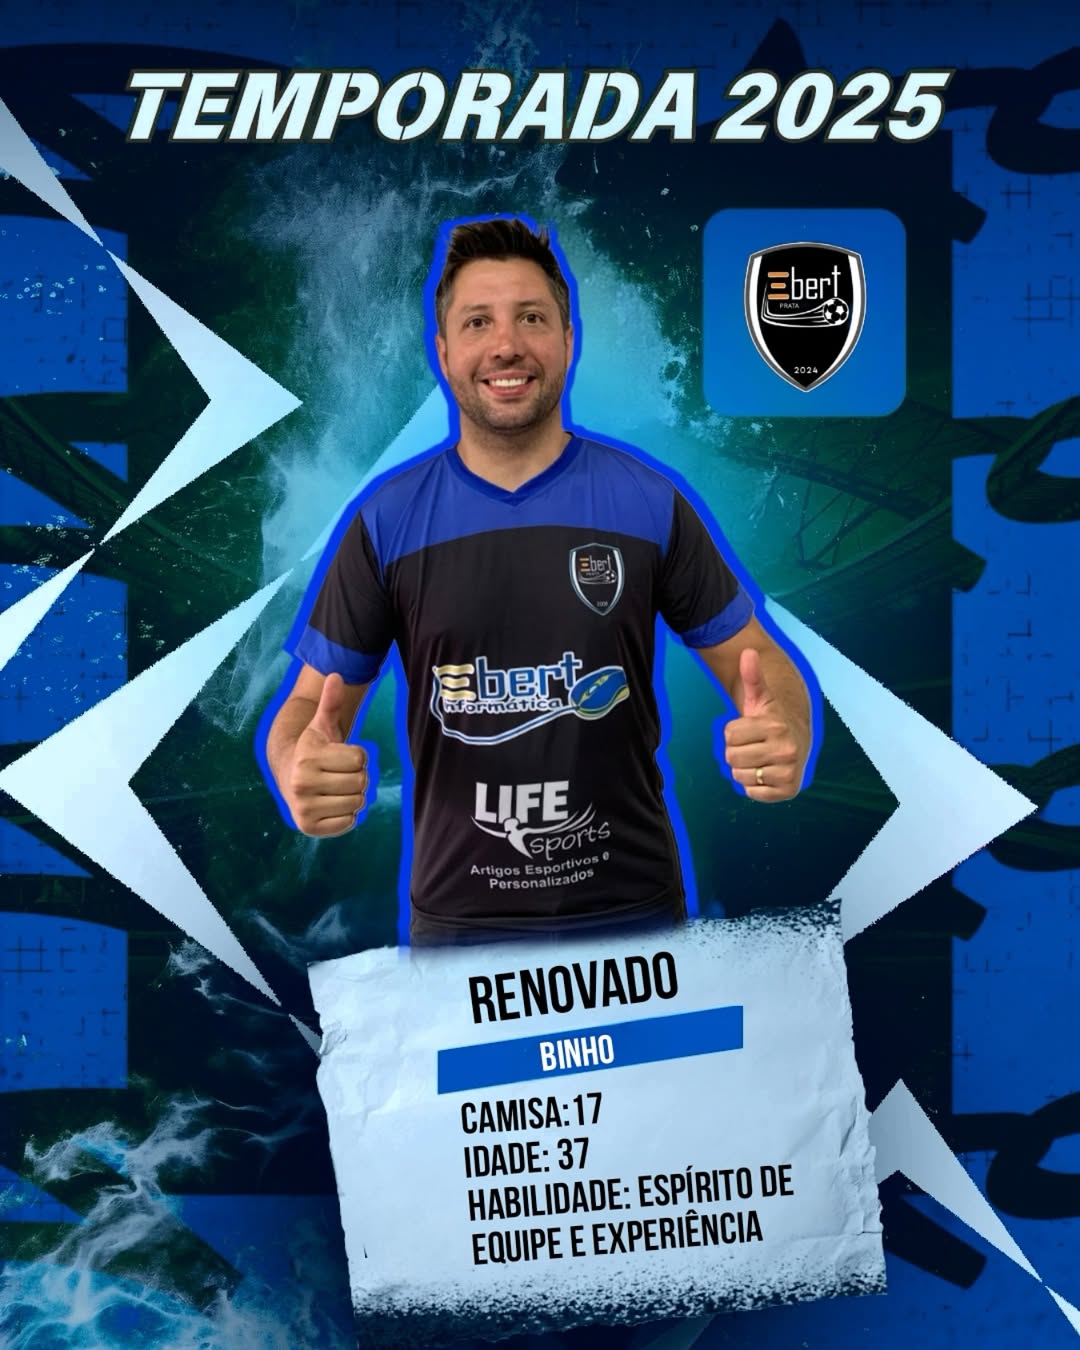 TEMPORADA 2025
Ebert
PRATA
2024
Ebert
PRATA
Ebert
informática
LIFE
sports
Artigos Esportivos e
Personalizados
RENOVADO
BINHO
CAMISA:17
IDADE: 37
HABILIDADE: ESPÍRITO DE
EQUIPE E EXPERIÊNCIA